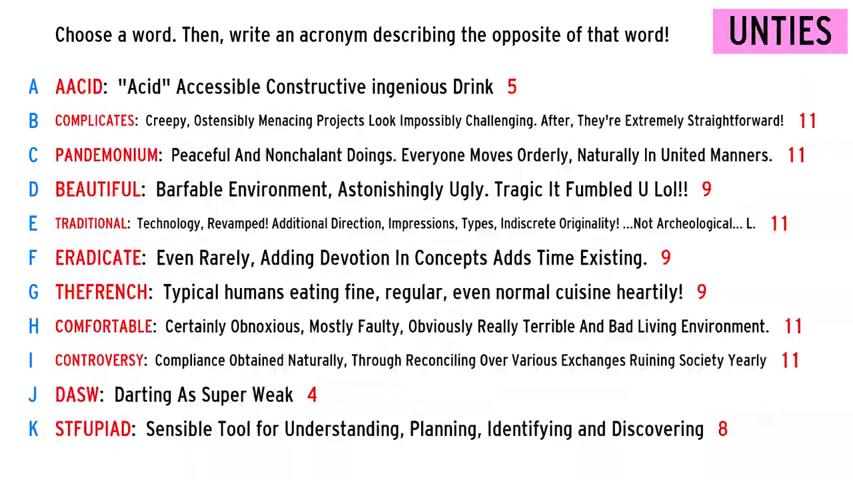 Choose a word. Then, write an acronym describing the opposite of that word!
UNTIES
A AACID: "Acid" Accessible Constructive ingenious Drink 5
B COMPLICATES: Creepy, Ostensibly Menacing Projects Look Impossibly Challenging. After, They're Extremely Straightforward! 11
C PANDEMONIUM: Peaceful And Nonchalant Doings. Everyone Moves Orderly, Naturally In United Manners. 11
D BEAUTIFUL: Barfable Environment, Astonishingly Ugly. Tragic It Fumbled U Lol!! 9
E TRADITIONAL: Technology, Revamped! Additional Direction, Impressions, Types, Indiscrete Originality! ...Not Archeological... L. 11
F ERADICATE: Even Rarely, Adding Devotion In Concepts Adds Time Existing. 9
G THEFRENCH: Typical humans eating fine, regular, even normal cuisine heartily! 9
H COMFORTABLE: Certainly Obnoxious, Mostly Faulty, Obviously Really Terrible And Bad Living Environment. 11
I CONTROVERSY: Compliance Obtained Naturally, Through Reconciling Over Various Exchanges Ruining Society Yearly 11
J DASW: Darting As Super Weak 4
K STFUPIAD: Sensible Tool for Understanding, Planning, Identifying and Discovering 8